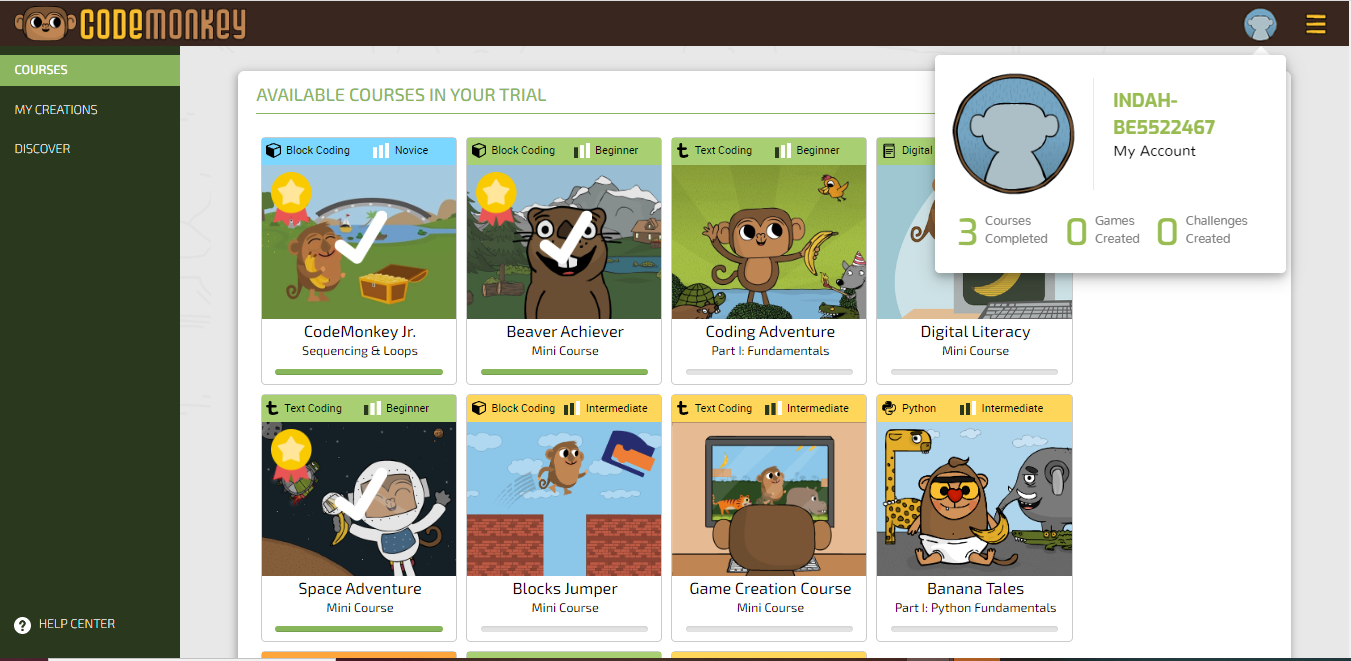 CODEMONKEY
COURSES
MY CREATIONS
DISCOVER
HELP CENTER
AVAILABLE COURSES IN YOUR TRIAL
INDAH-
BE5522467
My Account
3 Courses Completed
0 Games Created
0 Challenges Created
Block Coding Novice
CodeMonkey Jr.
Sequencing & Loops
Block Coding Beginner
Beaver Achiever
Mini Course
Text Coding Beginner
Coding Adventure
Part I: Fundamentals
Digital
Digital Literacy
Mini Course
Text Coding Beginner
Space Adventure
Mini Course
Block Coding Intermediate
Blocks Jumper
Mini Course
Text Coding Intermediate
Game Creation Course
Mini Course
Python Intermediate
Banana Tales
Part I: Python Fundamentals